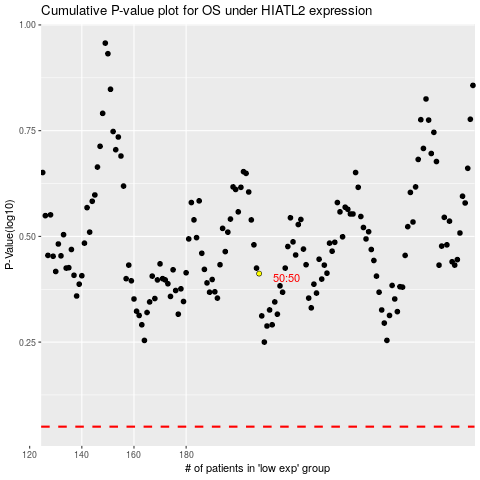 Cumulative P-value plot for OS under HIATL2 expression
1.00
0.75
0.50
0.25
P-Value(log10)
50:50
120 140 160 180
# of patients in 'low exp' group